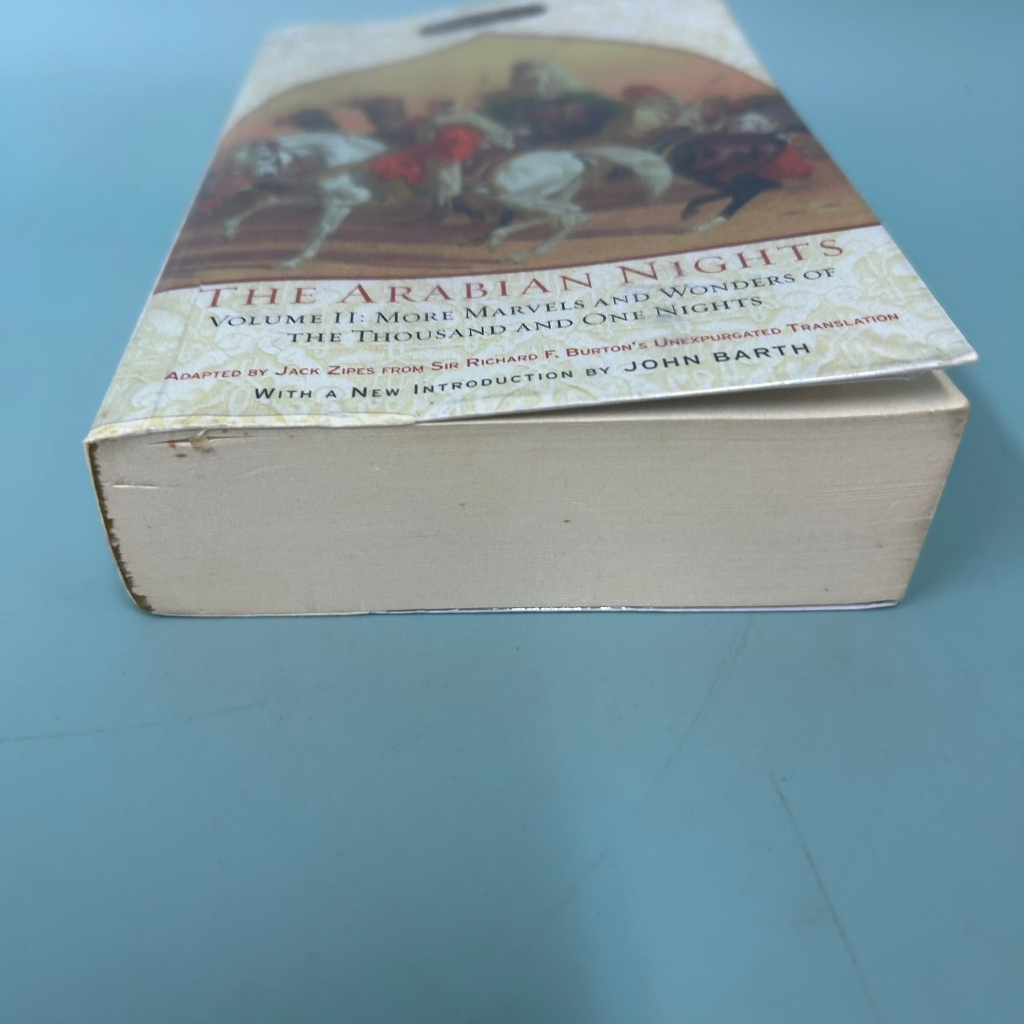 THE ARABIAN NIGHTS
VOLUME II: MORE MARVELS AND WONDERS OF
THE THOUSAND AND ONE NIGHTS
ADAPTED BY JACK ZIPES FROM SIR RICHARD F. BURTON'S UNEXPURGATED TRANSLATION
WITH A NEW INTRODUCTION BY JOHN BARTH